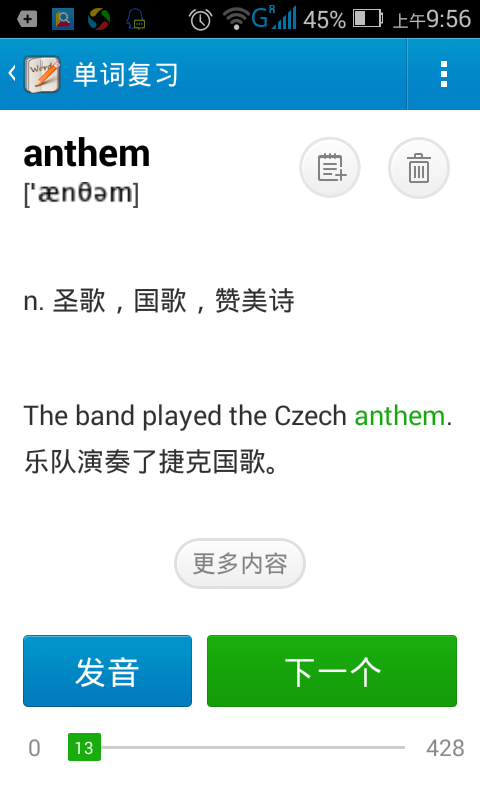 G R 45% 上午9:56
Words 单词复习
anthem
[ˈænθəm]
n. 圣歌，国歌，赞美诗
The band played the Czech anthem.
乐队演奏了捷克国歌。
更多内容
发音 下一个
0 13 428